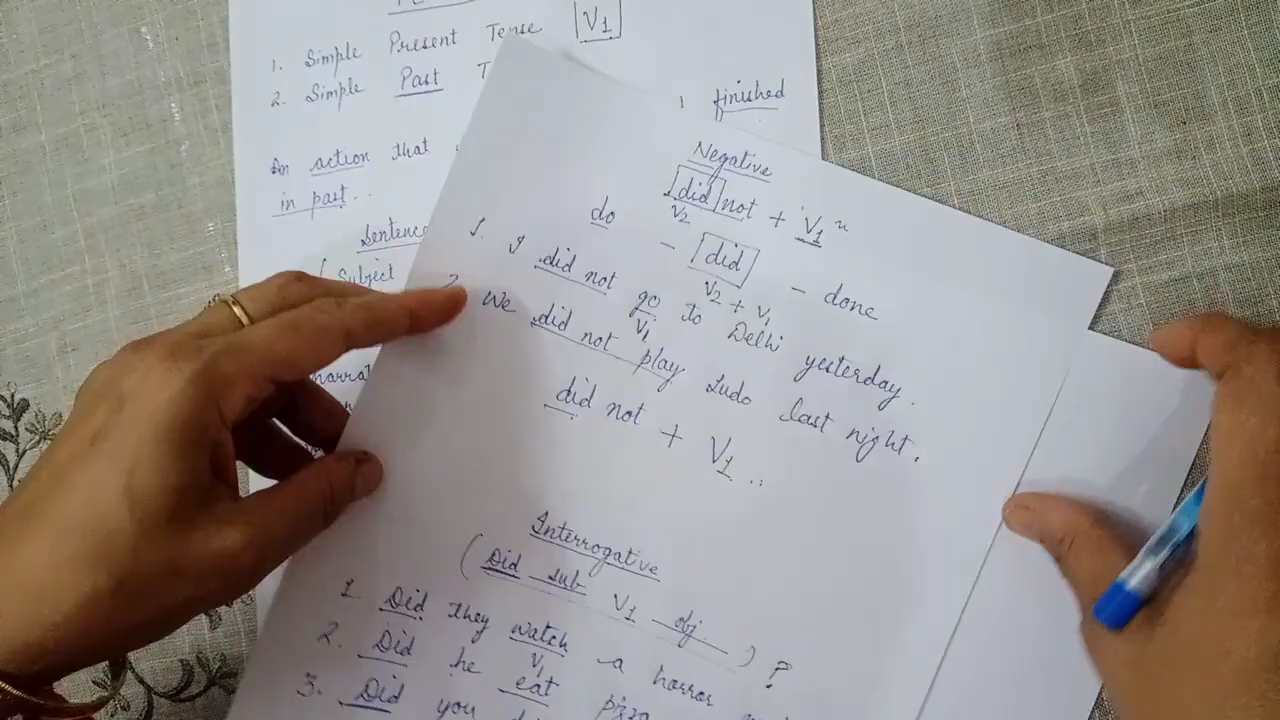 1. Simple Present Tense V1
2. Simple Past
finished
An action that
in past.
Sentence
( Subject
narrat
Negative
did not + V1
V2
do - did - done
V2 + V1
1. I did not go to Delhi yesterday.
V1
2. We did not play Ludo last night.
did not + V1 ..
Interrogative
( Did sub V1 obj. ) ?
1. Did they watch a horror
V1
2. Did he eat pizza
3. Did you